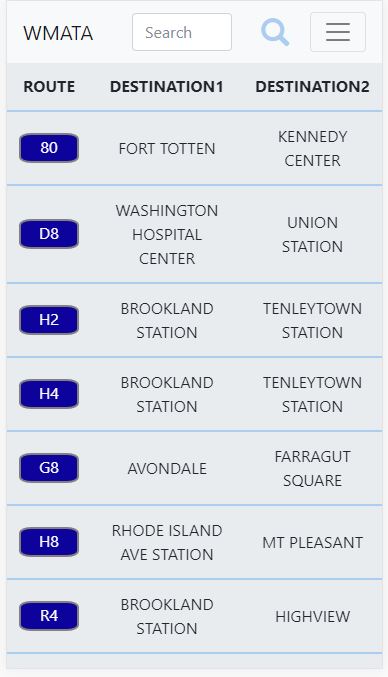 WMATA Search
ROUTE DESTINATION1 DESTINATION2
80 FORT TOTTEN KENNEDY
CENTER
D8 WASHINGTON
HOSPITAL
CENTER
UNION
STATION
H2 BROOKLAND
STATION
TENLEYTOWN
STATION
H4 BROOKLAND
STATION
TENLEYTOWN
STATION
G8 AVONDALE FARRAGUT
SQUARE
H8 RHODE ISLAND
AVE STATION
MT PLEASANT
R4 BROOKLAND
STATION
HIGHVIEW